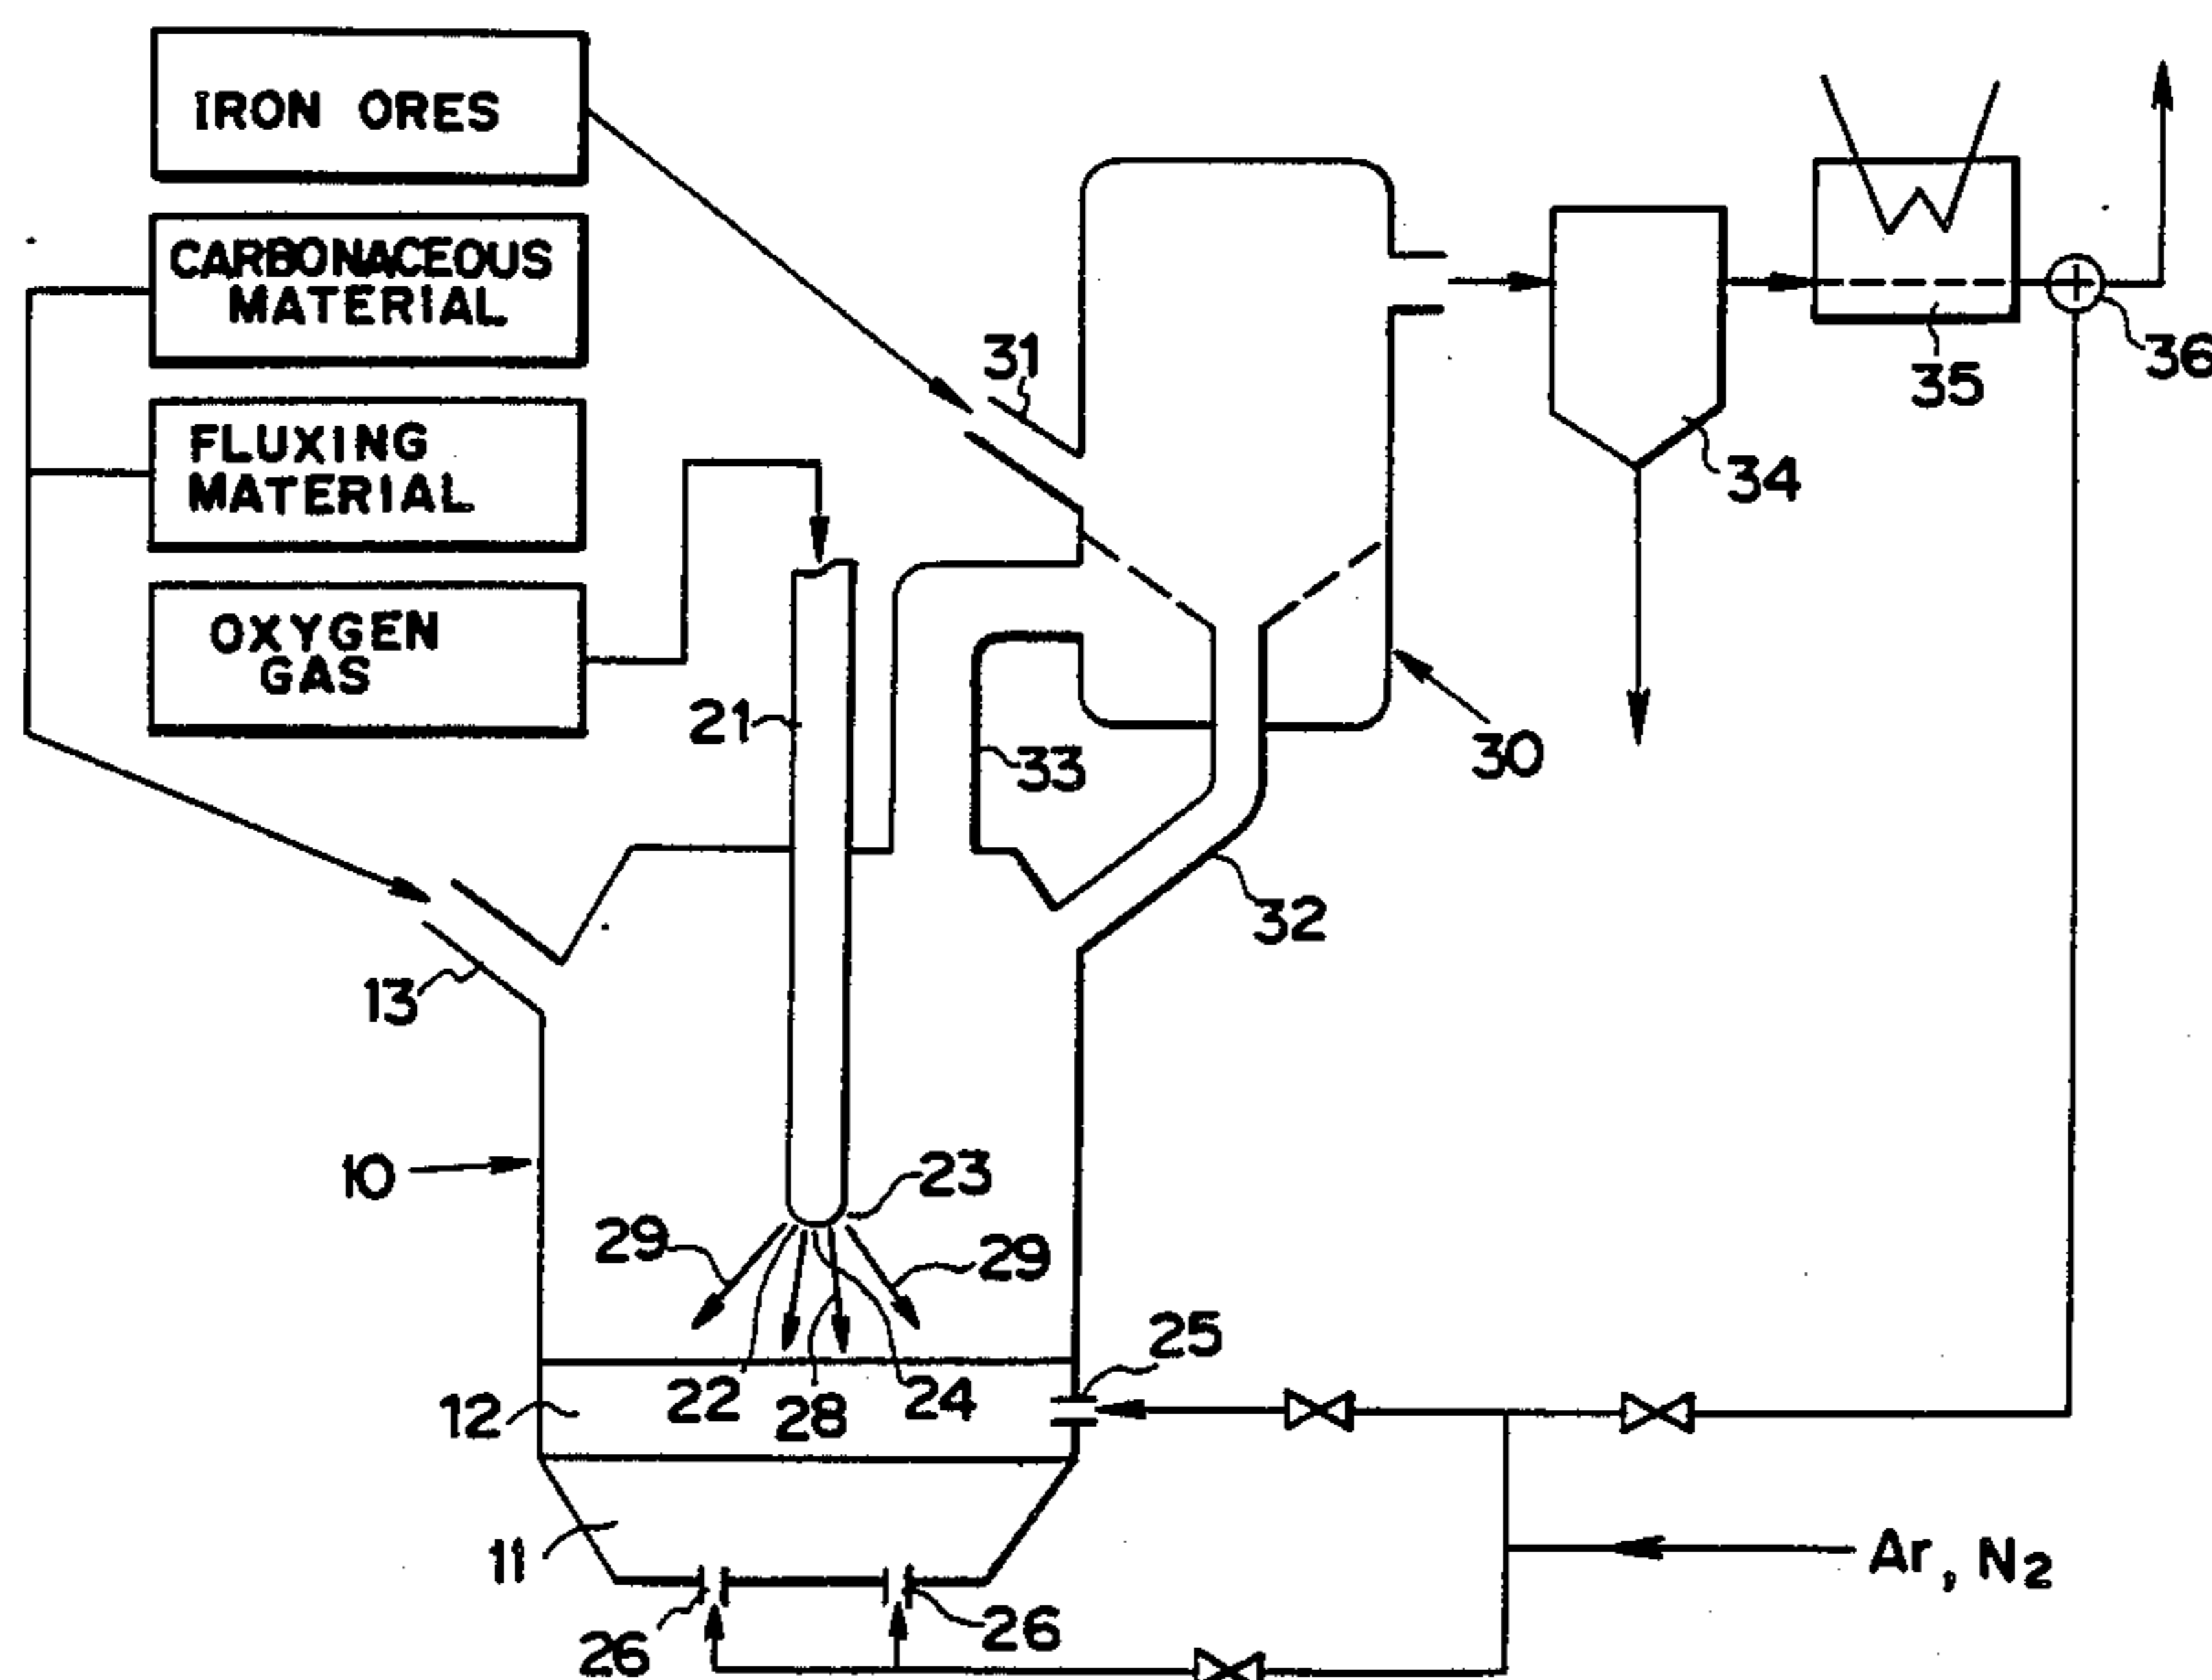 IRON ORES
CARBONACEOUS
MATERIAL
FLUXING
MATERIAL
OXYGEN
GAS
31
36
35
34
21
33
30
32
13
10
23
29
29
25
12
22
28
24
11
26
26
Ar, N2